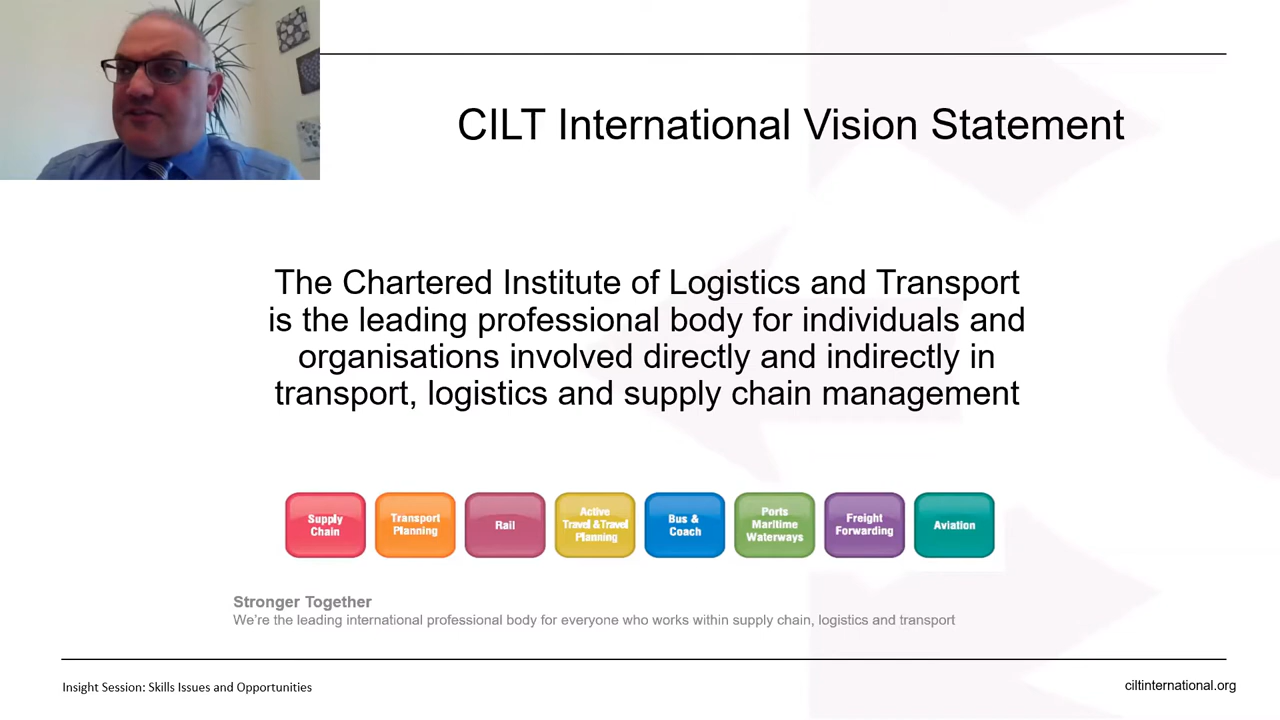 CILT International Vision Statement
The Chartered Institute of Logistics and Transport
is the leading professional body for individuals and
organisations involved directly and indirectly in
transport, logistics and supply chain management
Supply
Chain
Transport
Planning
Rail
Active
Travel & Travel
Planning
Bus &
Coach
Ports
Maritime
Waterways
Freight
Forwarding
Aviation
Stronger Together
We're the leading international professional body for everyone who works within supply chain, logistics and transport
Insight Session: Skills Issues and Opportunities
ciltinternational.org